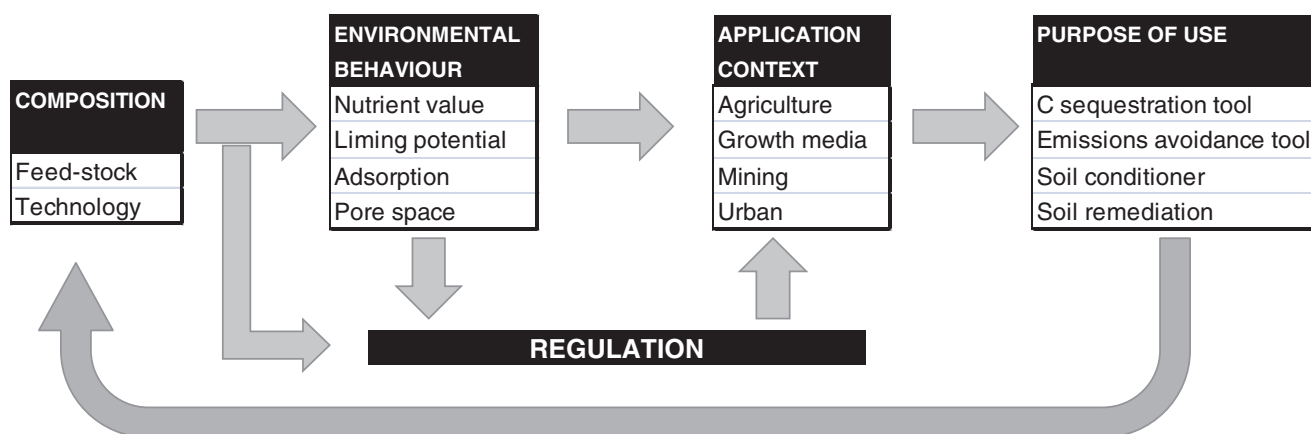 COMPOSITION
Feed-stock
Technology
ENVIRONMENTAL
BEHAVIOUR
Nutrient value
Liming potential
Adsorption
Pore space
APPLICATION
CONTEXT
Agriculture
Growth media
Mining
Urban
PURPOSE OF USE
C sequestration tool
Emissions avoidance tool
Soil conditioner
Soil remediation
REGULATION